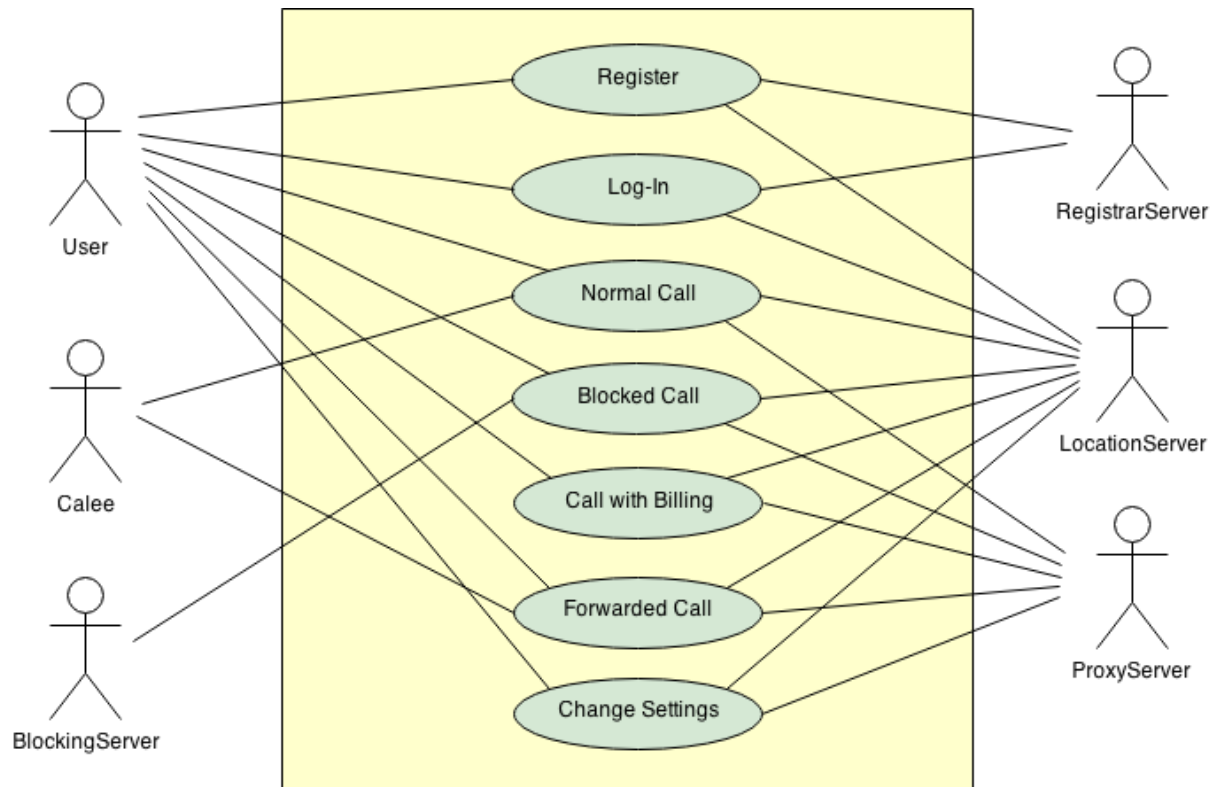 Register
User
Log-In
RegistrarServer
Normal Call
Calee
Blocked Call
LocationServer
Call with Billing
Forwarded Call
BlockingServer
Change Settings
ProxyServer